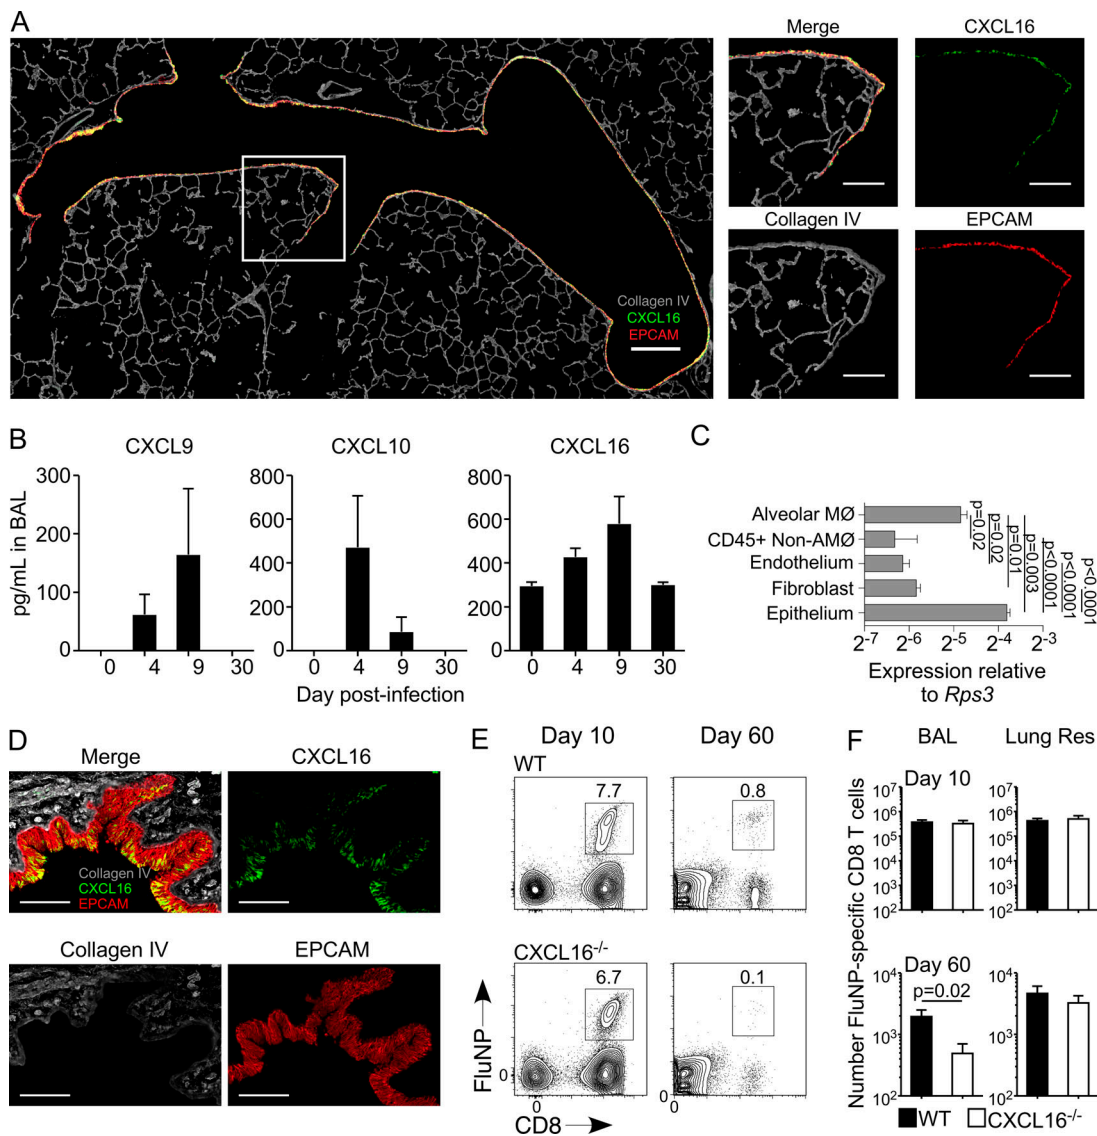 A
Merge
CXCL16
Collagen IV
EPCAM
Collagen IV
CXCL16
EPCAM
B
CXCL9
CXCL10
CXCL16
pg/mL in BAL
300
200
100
0
800
600
400
200
0
800
600
400
200
0
0 4 9 30
0 4 9 30
0 4 9 30
Day post-infection
C
Alveolar MØ
CD45+ Non-AMØ
Endothelium
Fibroblast
Epithelium
p=0.02
p=0.02
p=0.01
p=0.003
p<0.0001
p<0.0001
p<0.0001
2-7 2-6 2-5 2-4 2-3
Expression relative
to Rps3
D
Merge
CXCL16
Collagen IV
CXCL16
EPCAM
Collagen IV
EPCAM
E
Day 10
Day 60
WT
7.7
0.8
CXCL16-/-
6.7
0.1
FluNP
0
0
0
0
CD8
F
BAL
Lung Res
Number FluNP-specific CD8 T cells
Day 10
10⁷
10⁶
10⁵
10⁴
10³
10²
10⁷
10⁶
10⁵
10⁴
10³
10²
Day 60
p=0.02
10⁴
10³
10²
10⁴
10³
10²
WT
CXCL16-/-